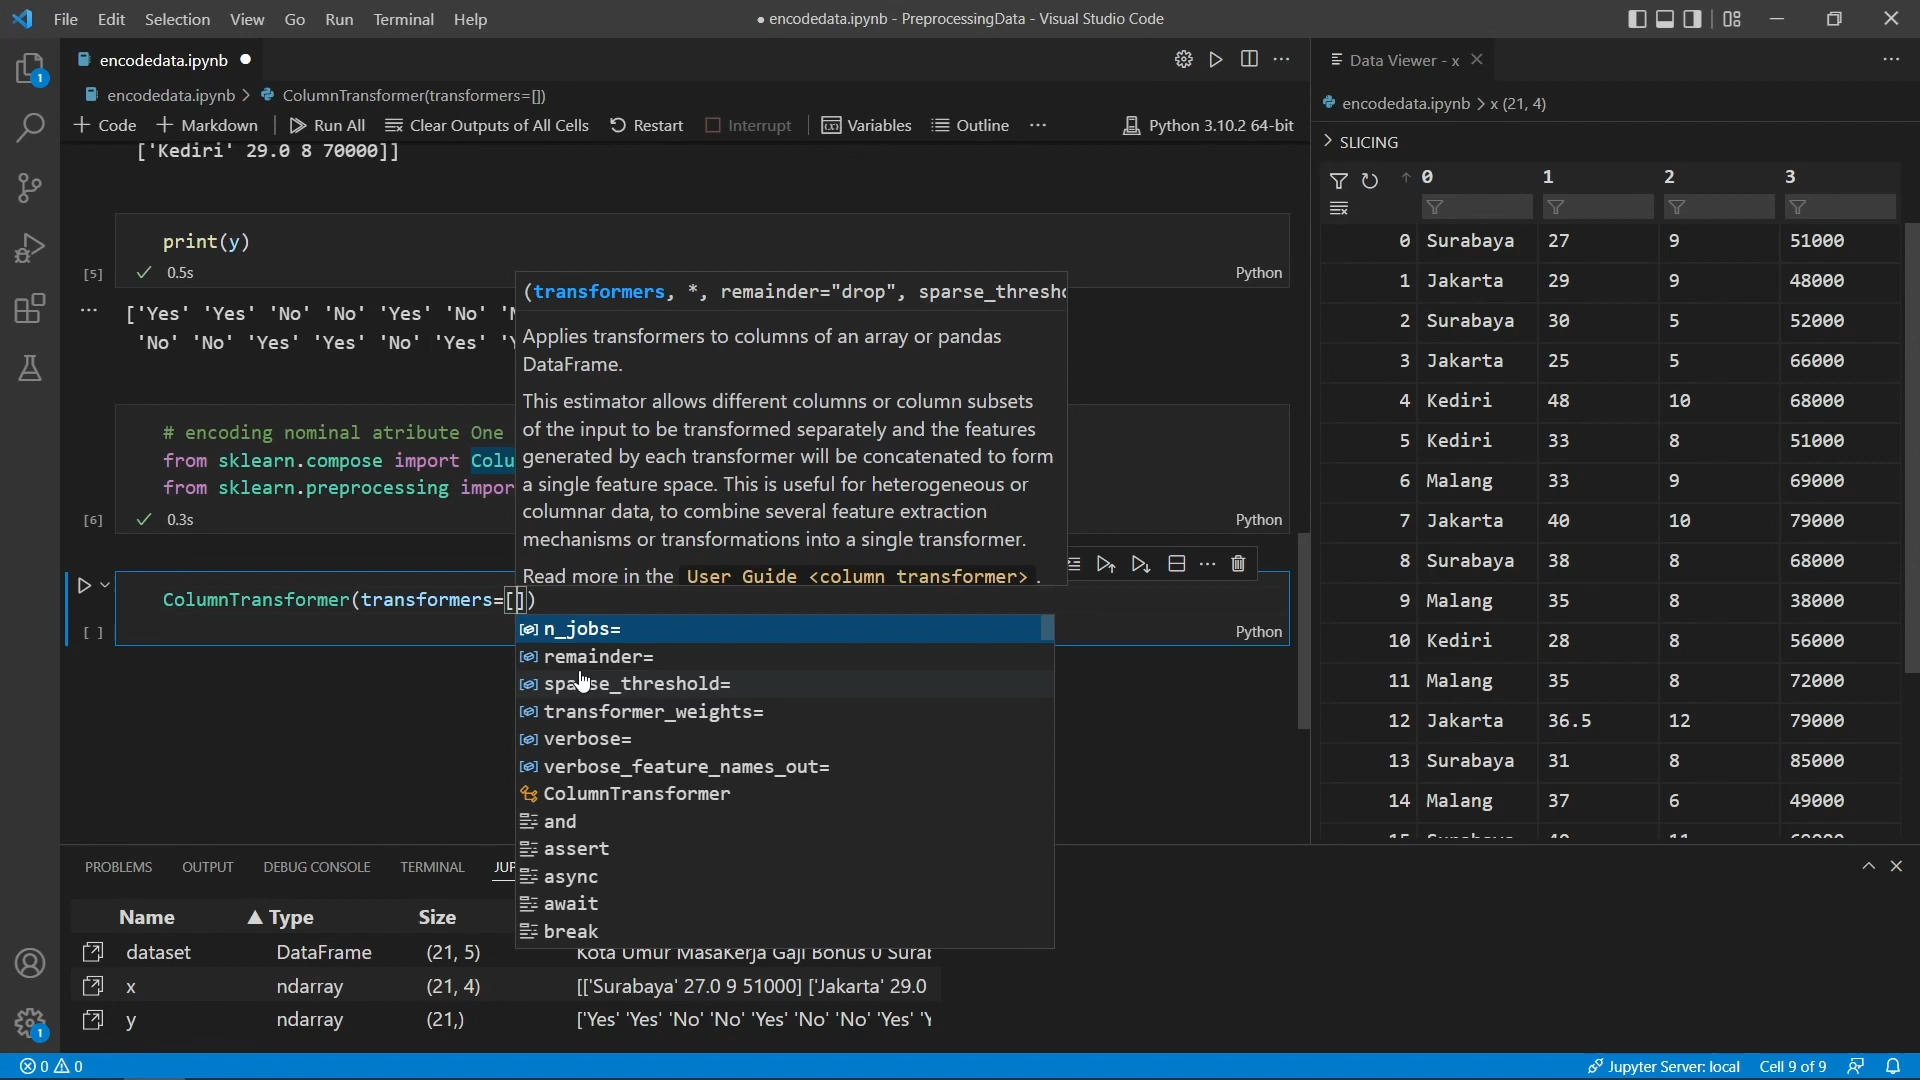 File Edit Selection View Go Run Terminal Help
● encodedata.ipynb - PreprocessingData - Visual Studio Code
encodedata.ipynb ●
encodedata.ipynb > ColumnTransformer(transformers=[])
+ Code + Markdown Run All Clear Outputs of All Cells Restart Interrupt Variables Outline ··· Python 3.10.2 64-bit
['Kediri' 29.0 8 70000]]
print(y)
[5] ✓ 0.5s Python
··· ['Yes' 'Yes' 'No' 'No' 'Yes' 'No'
'No' 'No' 'Yes' 'Yes' 'No' 'Yes'
# encoding nominal atribute One
from sklearn.compose import Colu
from sklearn.preprocessing impor
[6] ✓ 0.3s Python
(transformers, *, remainder="drop", sparse_thresho
Applies transformers to columns of an array or pandas
DataFrame.
This estimator allows different columns or column subsets
of the input to be transformed separately and the features
generated by each transformer will be concatenated to form
a single feature space. This is useful for heterogeneous or
columnar data, to combine several feature extraction
mechanisms or transformations into a single transformer.
Read more in the User Guide <column transformer> .
ColumnTransformer(transformers=[])
[ ] Python
n_jobs=
remainder=
sparse_threshold=
transformer_weights=
verbose=
verbose_feature_names_out=
ColumnTransformer
and
assert
async
await
break
PROBLEMS OUTPUT DEBUG CONSOLE TERMINAL JUP
Name ▲ Type Size
dataset DataFrame (21, 5) Kota Umur MasaKerja Gaji Bonus 0 Surab
x ndarray (21, 4) [['Surabaya' 27.0 9 51000] ['Jakarta' 29.0
y ndarray (21,) ['Yes' 'Yes' 'No' 'No' 'Yes' 'No' 'No' 'Yes' 'Y
Data Viewer - x
encodedata.ipynb > x (21, 4)
> SLICING
0 1 2 3
0 Surabaya 27 9 51000
1 Jakarta 29 9 48000
2 Surabaya 30 5 52000
3 Jakarta 25 5 66000
4 Kediri 48 10 68000
5 Kediri 33 8 51000
6 Malang 33 9 69000
7 Jakarta 40 10 79000
8 Surabaya 38 8 68000
9 Malang 35 8 38000
10 Kediri 28 8 56000
11 Malang 35 8 72000
12 Jakarta 36.5 12 79000
13 Surabaya 31 8 85000
14 Malang 37 6 49000
1
1
0 0
Jupyter Server: local Cell 9 of 9